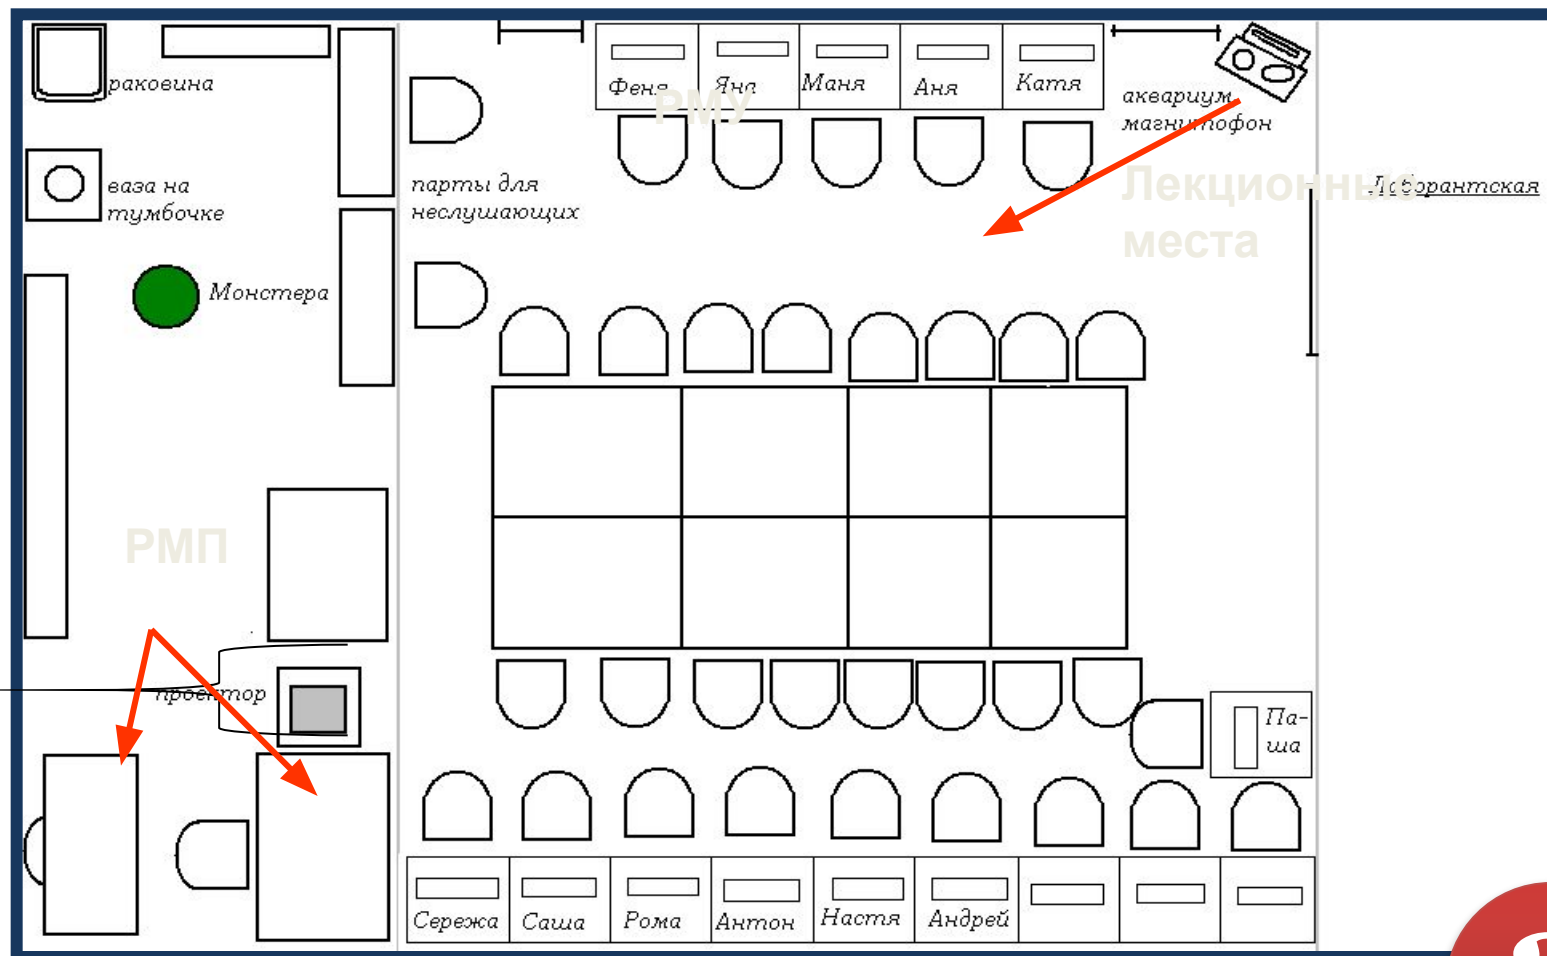 раковина
ваза на
тумбочке
Монстера
РМП
проектор
парты для
неслушающих
Феня
Яна
Маня
Аня
Катя
РМУ
аквариум
магнитофон
Лекционные
места
Лаборантская
Па-
ша
Сережа
Саша
Рома
Антон
Настя
Андрей